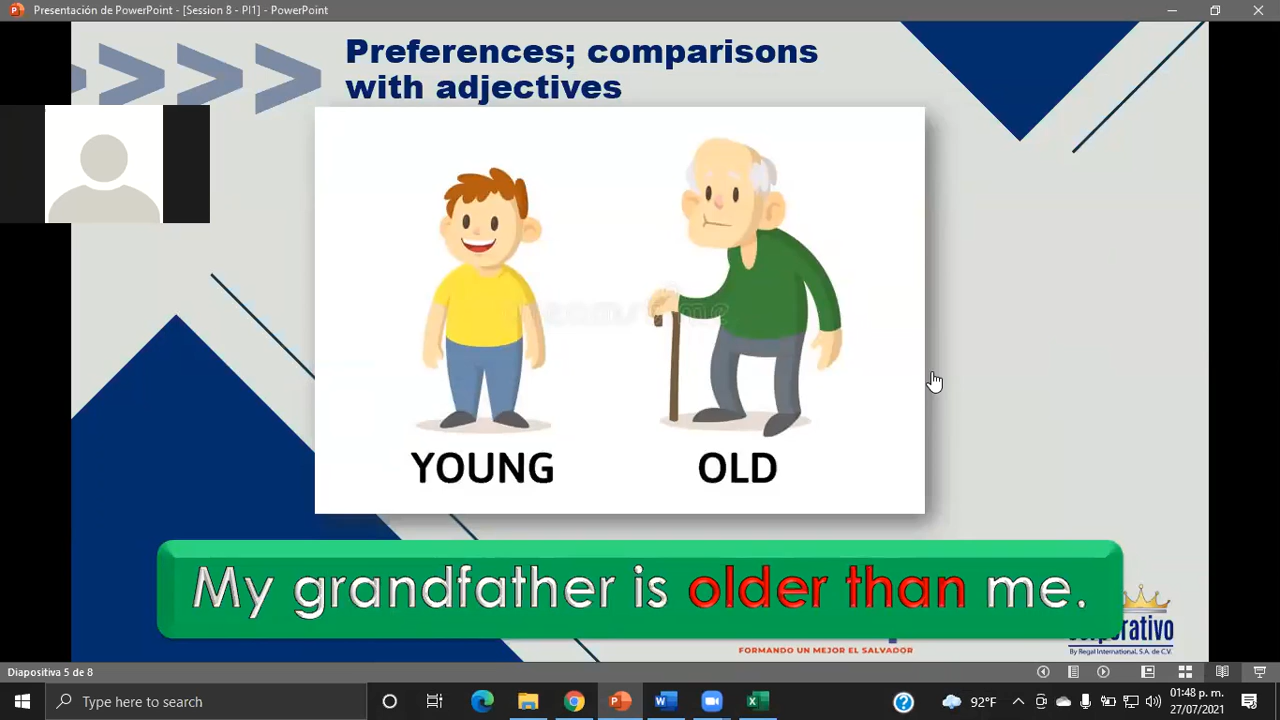 Presentación de PowerPoint - [Session 8 - PI1] - PowerPoint
Preferences; comparisons
with adjectives
YOUNG
OLD
My grandfather is older than me.
FORMANDO UN MEJOR EL SALVADOR
By Regal International, S.A. de C.V.
Diapositiva 5 de 8
Type here to search
92°F
01:48 p. m.
27/07/2021